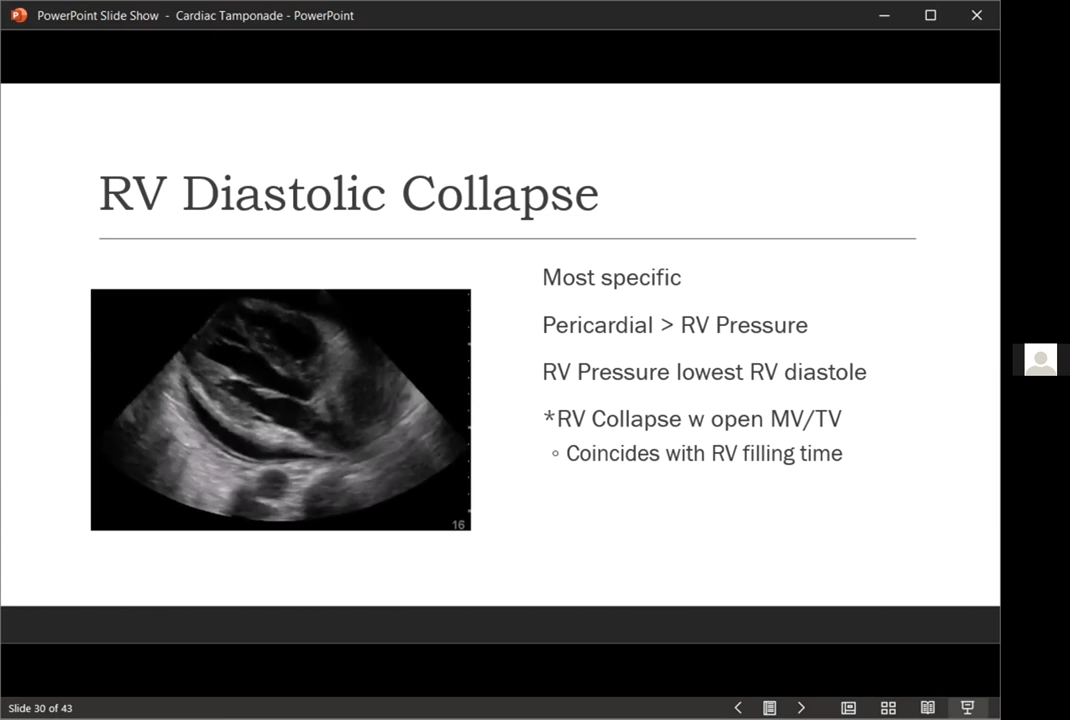 PowerPoint Slide Show - Cardiac Tamponade - PowerPoint
RV Diastolic Collapse
Most specific
Pericardial > RV Pressure
RV Pressure lowest RV diastole
*RV Collapse w open MV/TV
◦ Coincides with RV filling time
16
Slide 30 of 43